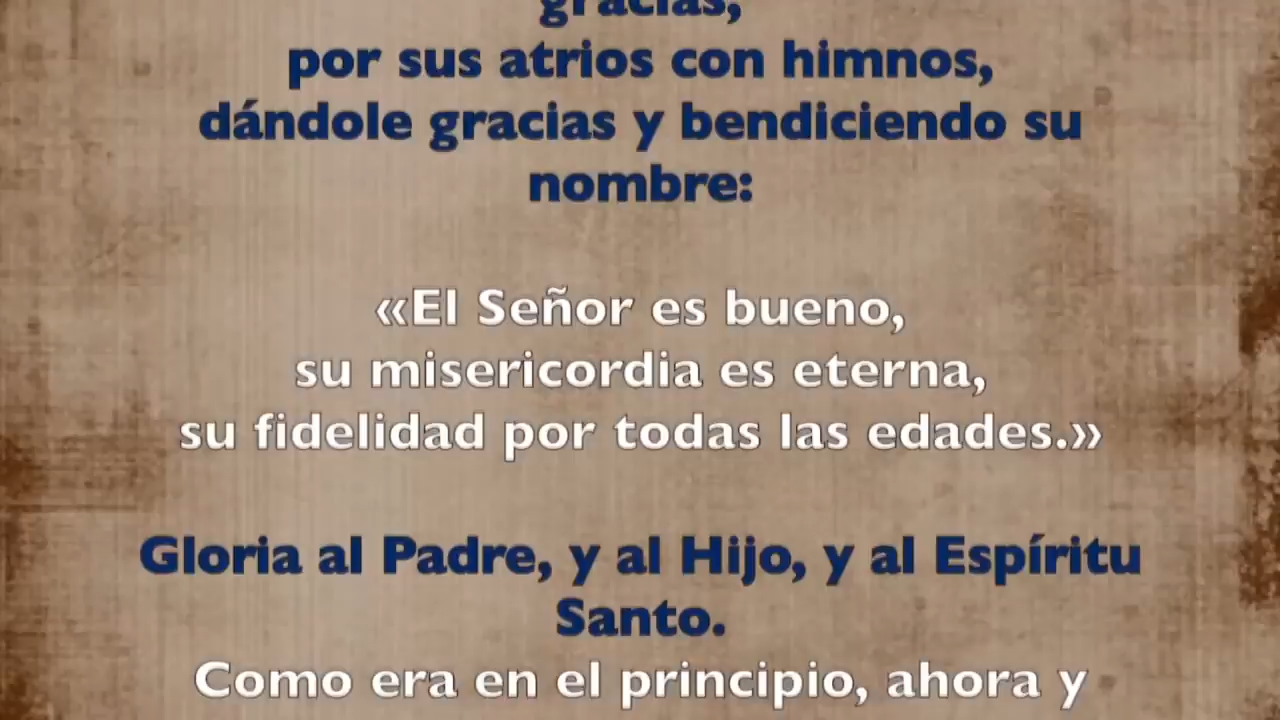 gracias,
por sus atrios con himnos,
dándole gracias y bendiciendo su
nombre:
«El Señor es bueno,
su misericordia es eterna,
su fidelidad por todas las edades.»
Gloria al Padre, y al Hijo, y al Espíritu
Santo.
Como era en el principio, ahora y